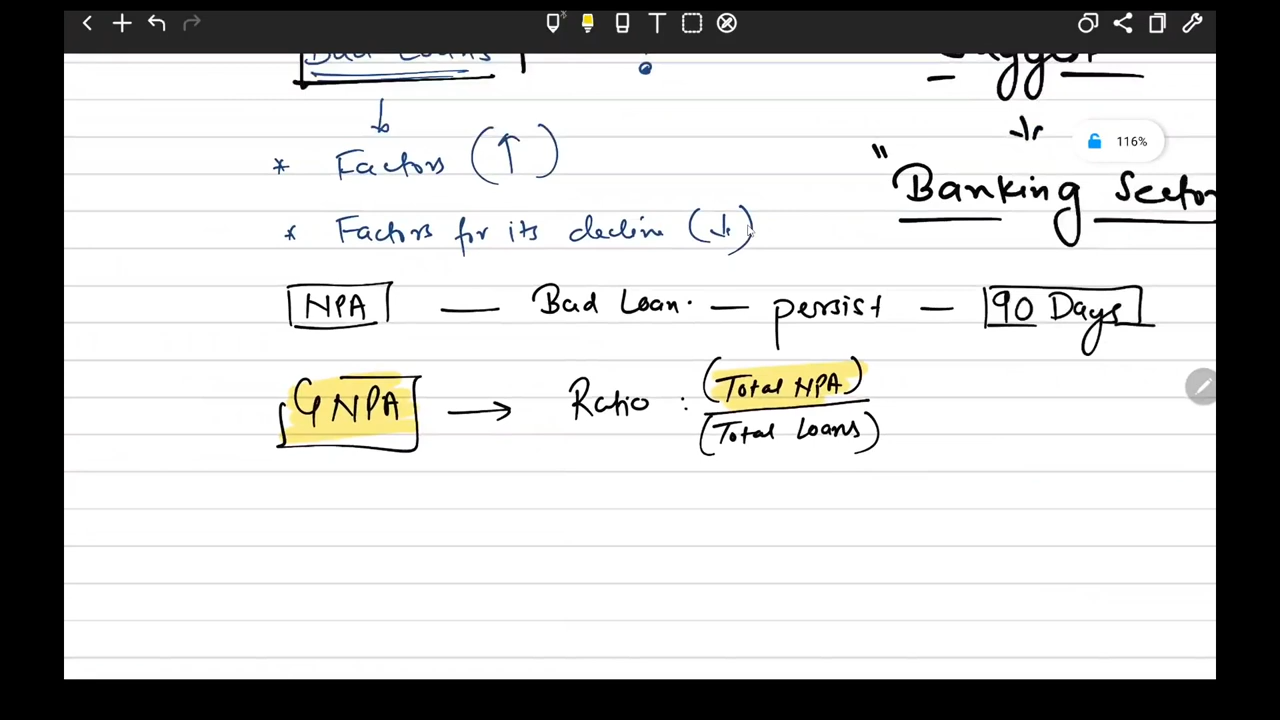 Bad Loans
↓
* Factors (↑)
* Factors for its decline (↓)
↓
116%
"Banking Sector
NPA — Bad Loan. — persist — 90 Days
GNPA → Ratio : (Total NPA)
(Total Loans)